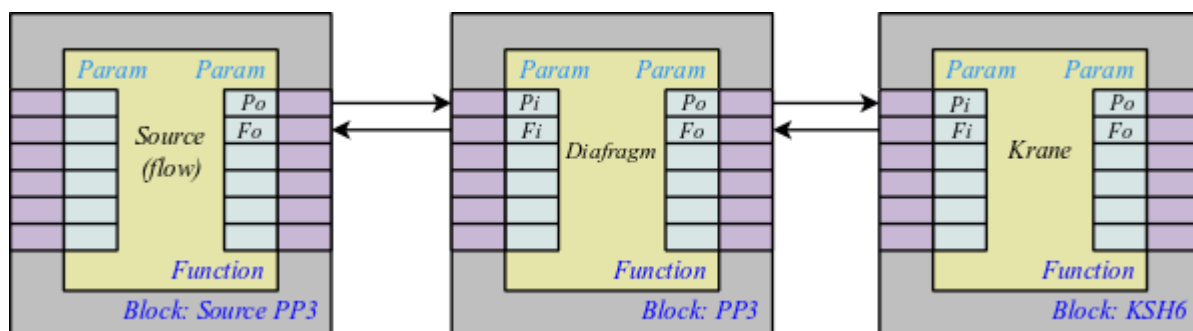 Param Param
Po
Fo
Source
(flow)
Function
Block: Source PP3
Param Param
Pi Po
Fi Fo
Diafragm
Function
Block: PP3
Param Param
Pi Po
Fi Fo
Krane
Function
Block: KSH6